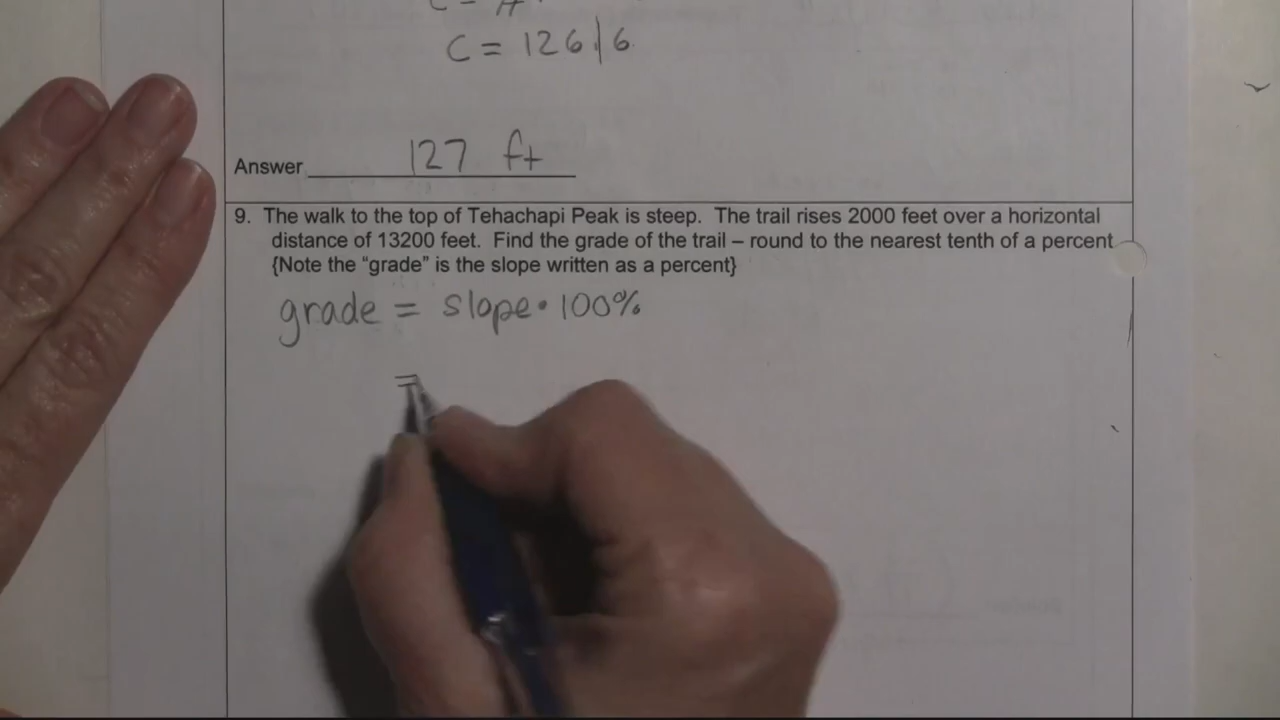 C = 126.|6
Answer 127 ft
9. The walk to the top of Tehachapi Peak is steep. The trail rises 2000 feet over a horizontal
distance of 13200 feet. Find the grade of the trail – round to the nearest tenth of a percent
{Note the “grade” is the slope written as a percent}
grade = slope • 100%
=